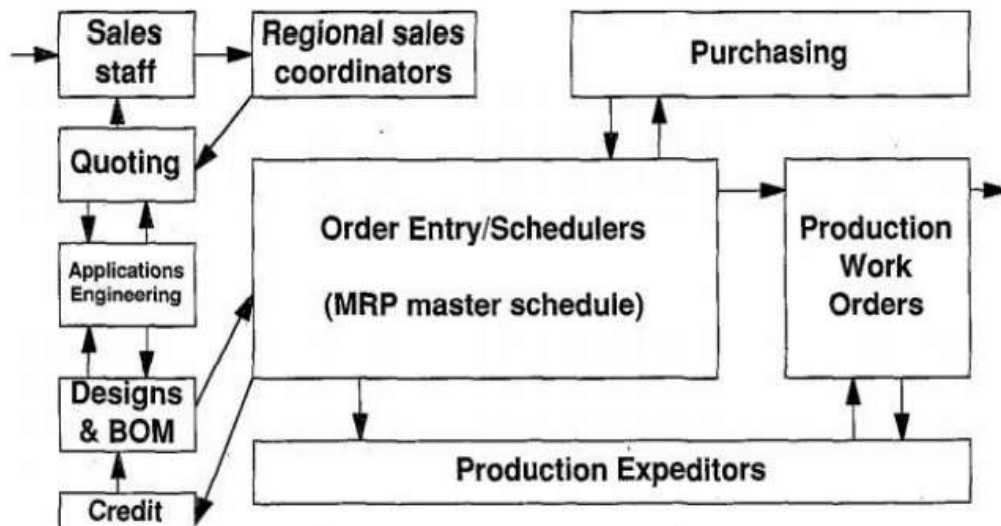 Sales
staff
Regional sales
coordinators
Purchasing
Quoting
Applications
Engineering
Order Entry/Schedulers
(MRP master schedule)
Production
Work
Orders
Designs
& BOM
Production Expeditors
Credit